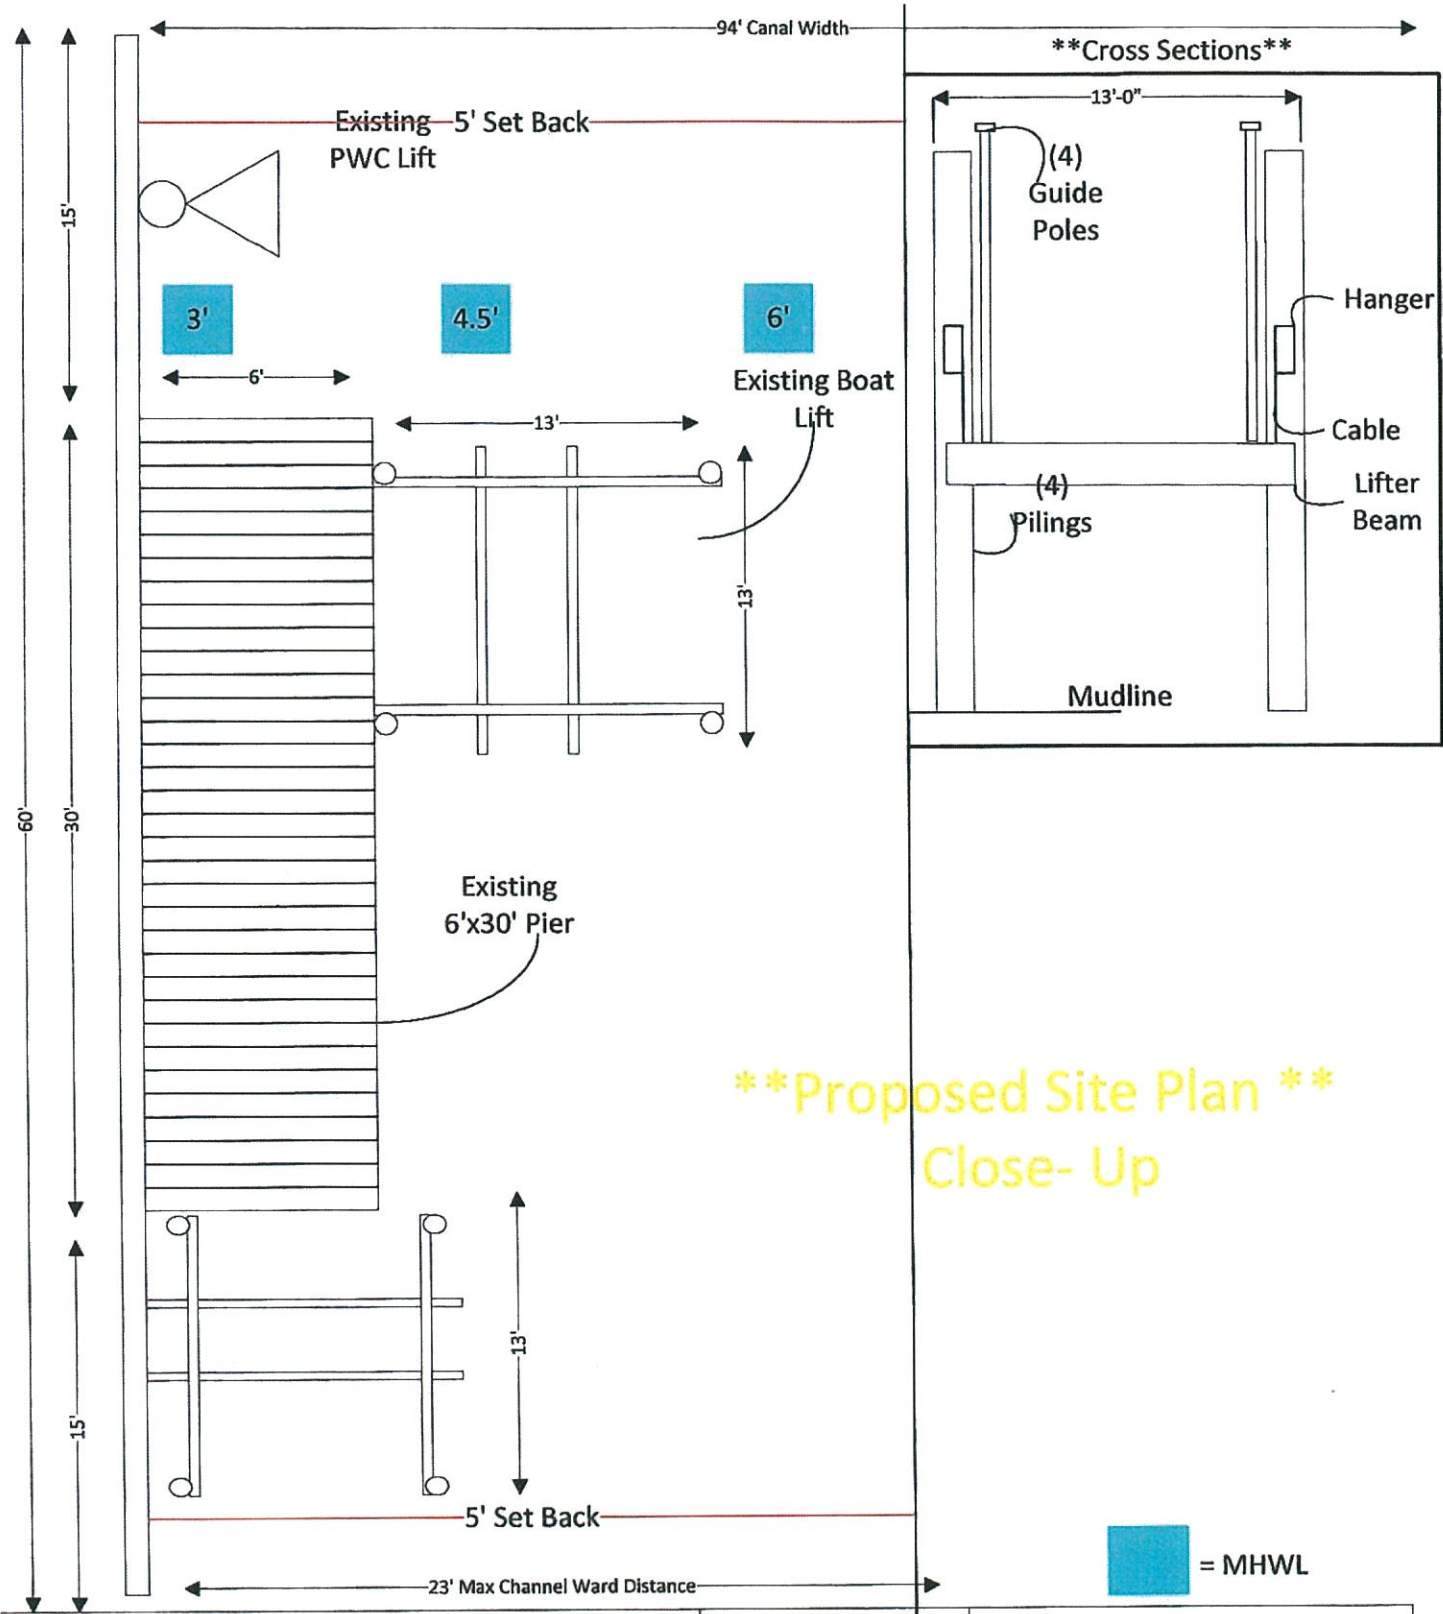 94' Canal Width
**Cross Sections**
13'-0"
Existing
5' Set Back
PWC Lift
(4)
Guide
Poles
15'
3'
4.5'
6'
Hanger
6'
Existing Boat
Lift
13'
Cable
(4)
Pilings
Lifter
Beam
13'
Mudline
60'
30'
Existing
6'x30' Pier
**Proposed Site Plan **
Close- Up
13'
15'
5' Set Back
= MHWL
23' Max Channel Ward Distance